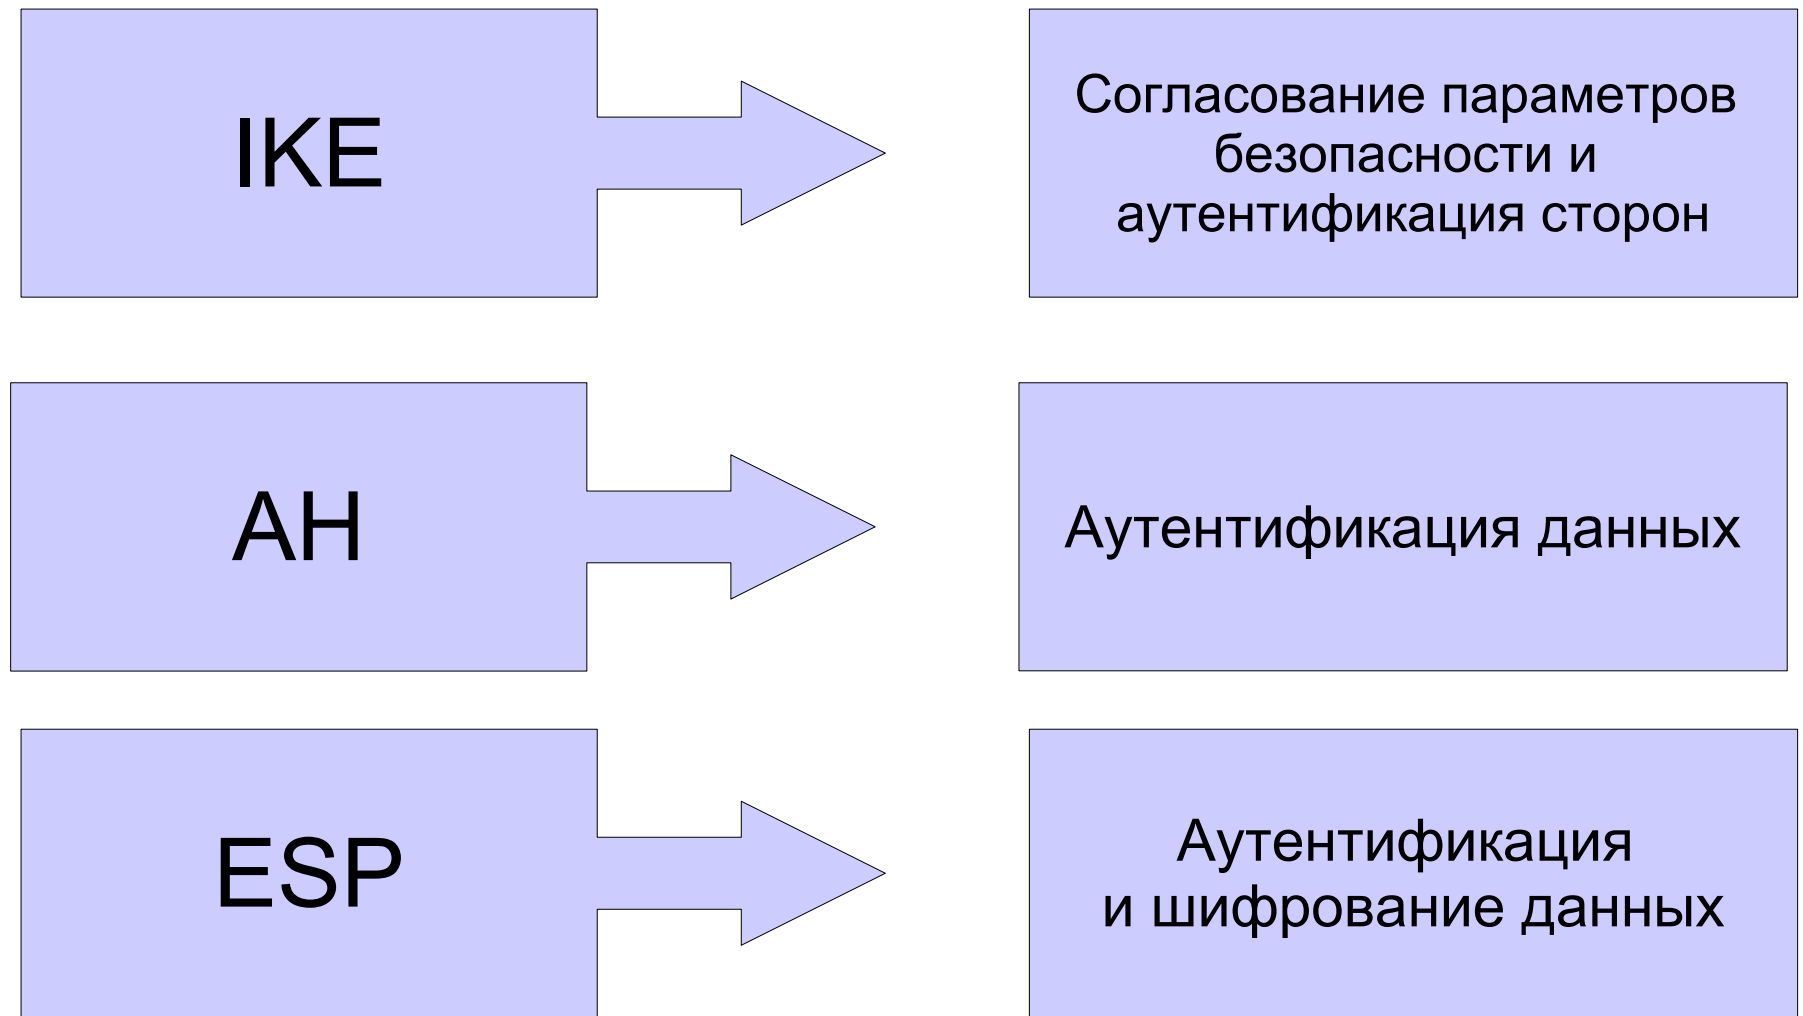 IKE
Согласование параметров
безопасности и
аутентификация сторон
AH
Аутентификация данных
ESP
Аутентификация
и шифрование данных